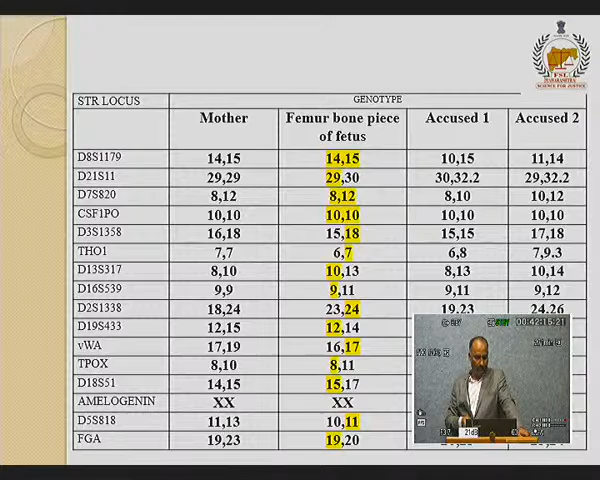 FSL
MAHARASHTRA
SCIENCE FOR JUSTICE
STR LOCUS GENOTYPE
Mother Femur bone piece of fetus Accused 1 Accused 2
D8S1179 14,15 14,15 10,15 11,14
D21S11 29,29 29,30 30,32.2 29,32.2
D7S820 8,12 8,12 8,10 10,12
CSF1PO 10,10 10,10 10,10 10,10
D3S1358 16,18 15,18 15,15 17,18
THO1 7,7 6,7 6,8 7,9.3
D13S317 8,10 10,13 8,13 10,14
D16S539 9,9 9,11 9,11 9,12
D2S1338 18,24 23,24 19,23 24,26
D19S433 12,15 12,14
vWA 17,19 16,17
TPOX 8,10 8,11
D18S51 14,15 15,17
AMELOGENIN XX XX
D5S818 11,13 10,11
FGA 19,23 19,20